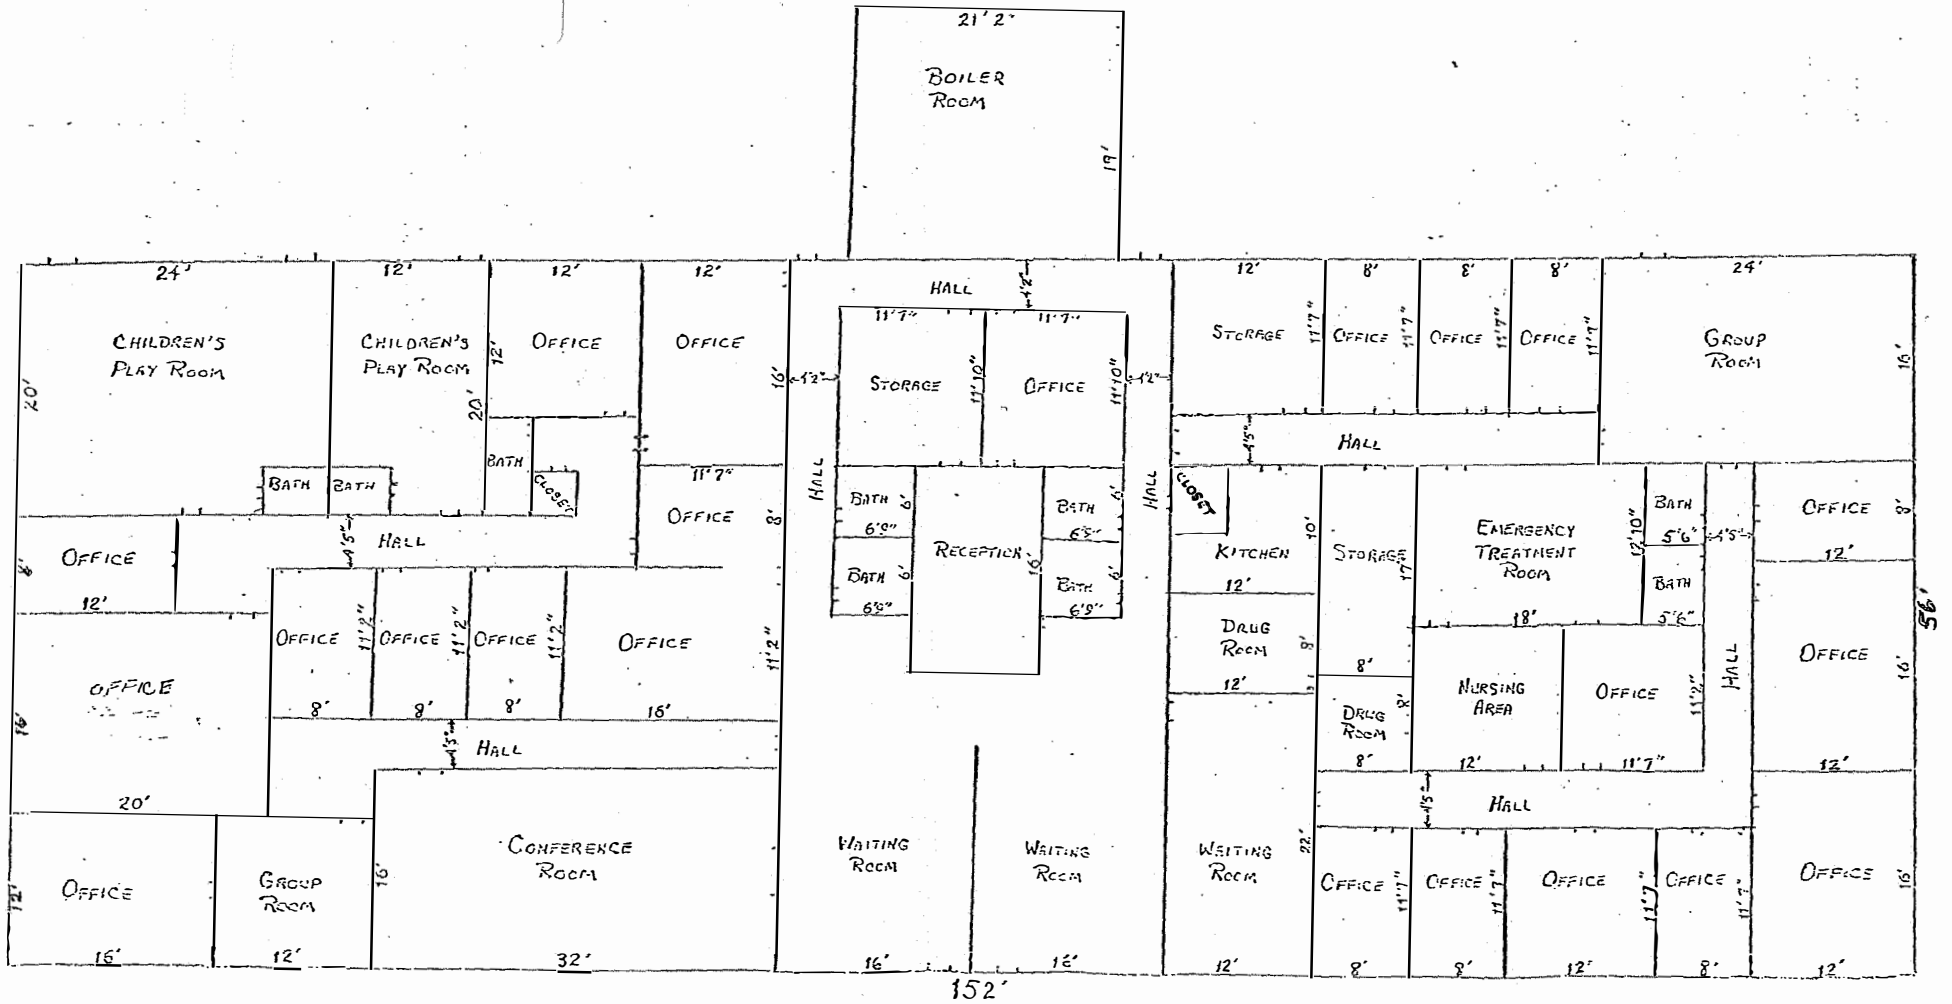 21' 2"
BOILER
ROOM
19'
24'
12'
12'
12'
HALL
4'2"
12'
8'
8'
8'
24'
CHILDREN'S
PLAY ROOM
20'
CHILDREN'S
PLAY ROOM
20'
OFFICE
12'
OFFICE
16'
4'2"
11'7"
11'7"
STORAGE
11'10"
OFFICE
11'10"
4'2"
STORAGE
11'7"
OFFICE
11'7"
OFFICE
11'7"
OFFICE
11'7"
GROUP
ROOM
16'
BATH
BATH
BATH
CLOSET
11'7"
OFFICE
8'
HALL
4'5"
HALL
HALL
4'5"
HALL
BATH
6'
6'9"
BATH
6'
6'9"
RECEPTION
16'
BATH
6'
6'9"
BATH
6'
6'9"
CLOSET
KITCHEN
10'
12'
STORAGE
17'
8'
EMERGENCY
TREATMENT
ROOM
12'10"
18'
BATH
5'6"
BATH
5'6"
4'5"
HALL
OFFICE
8'
12'
56'
OFFICE
8'
12'
OFFICE
11'2"
8'
OFFICE
11'2"
8'
OFFICE
11'2"
8'
OFFICE
11'2"
16'
DRUG
ROOM
8'
12'
DRUG
ROOM
8'
8'
NURSING
AREA
12'
OFFICE
11'2"
11'7"
OFFICE
16'
12'
OFFICE
16'
20'
4'5"
HALL
4'5"
HALL
OFFICE
12'
16'
GROUP
ROOM
12'
16'
CONFERENCE
ROOM
32'
WAITING
ROOM
16'
WAITING
ROOM
16'
WAITING
ROOM
22'
12'
OFFICE
11'7"
8'
OFFICE
11'7"
8'
OFFICE
11'7"
12'
OFFICE
11'7"
8'
OFFICE
16'
12'
152'